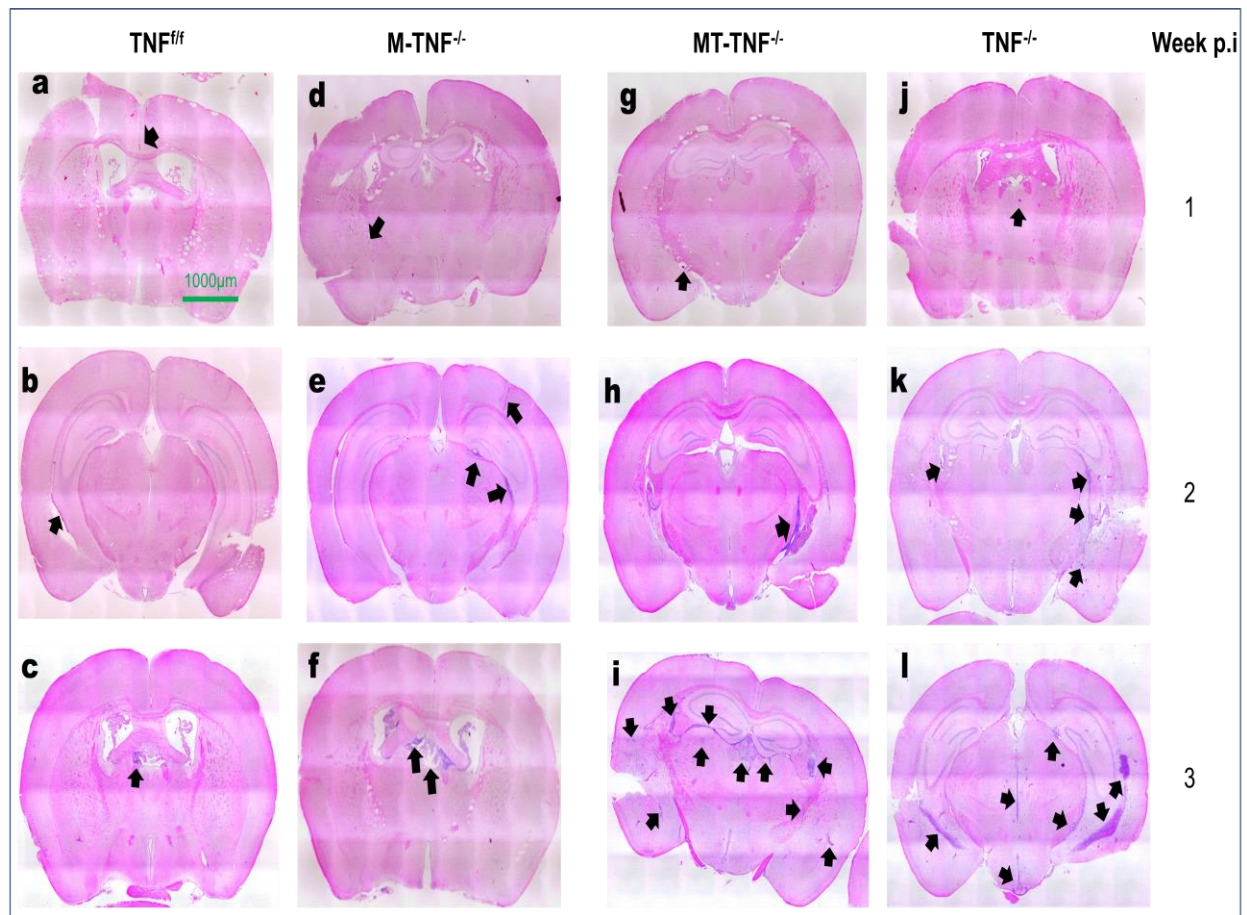 TNFf/f M-TNF-/- MT-TNF-/- TNF-/- Week p.i
a d g j
1000µm
1
b e h k
2
c f i l
3